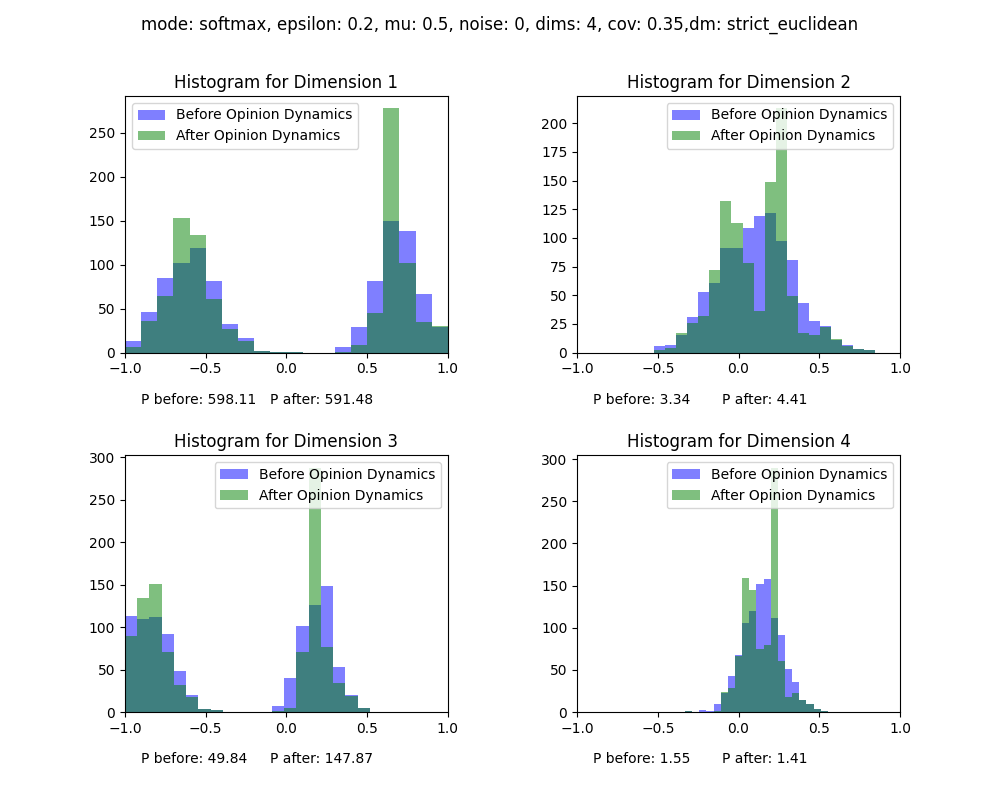 mode: softmax, epsilon: 0.2, mu: 0.5, noise: 0, dims: 4, cov: 0.35,dm: strict_euclidean
Histogram for Dimension 1
Before Opinion Dynamics
After Opinion Dynamics
250
200
150
100
50
0
−1.0 −0.5 0.0 0.5 1.0
P before: 598.11 P after: 591.48
Histogram for Dimension 2
Before Opinion Dynamics
After Opinion Dynamics
200
175
150
125
100
75
50
25
0
−1.0 −0.5 0.0 0.5 1.0
P before: 3.34 P after: 4.41
Histogram for Dimension 3
Before Opinion Dynamics
After Opinion Dynamics
300
250
200
150
100
50
0
−1.0 −0.5 0.0 0.5 1.0
P before: 49.84 P after: 147.87
Histogram for Dimension 4
Before Opinion Dynamics
After Opinion Dynamics
300
250
200
150
100
50
0
−1.0 −0.5 0.0 0.5 1.0
P before: 1.55 P after: 1.41